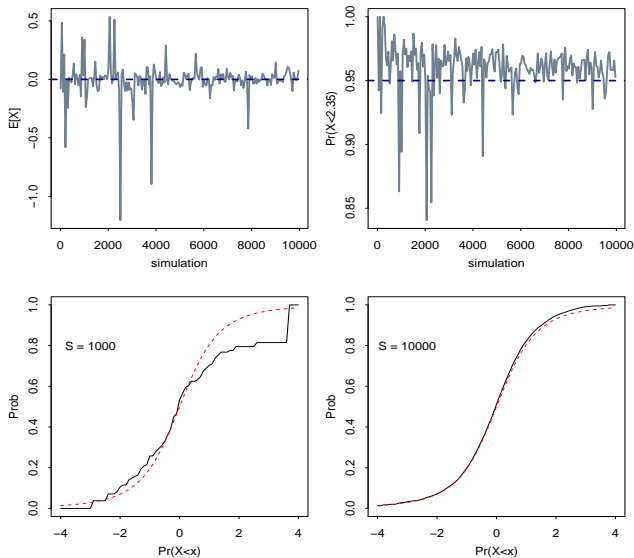 0.5
0.0
−0.5
−1.0
E[X]
0 2000 4000 6000 8000 10000
simulation
1.00
0.95
0.90
0.85
Pr(X<2.35)
0 2000 4000 6000 8000 10000
simulation
1.0
0.8
0.6
0.4
0.2
0.0
Prob
S = 1000
−4 −2 0 2 4
Pr(X<x)
1.0
0.8
0.6
0.4
0.2
0.0
Prob
S = 10000
−4 −2 0 2 4
Pr(X<x)